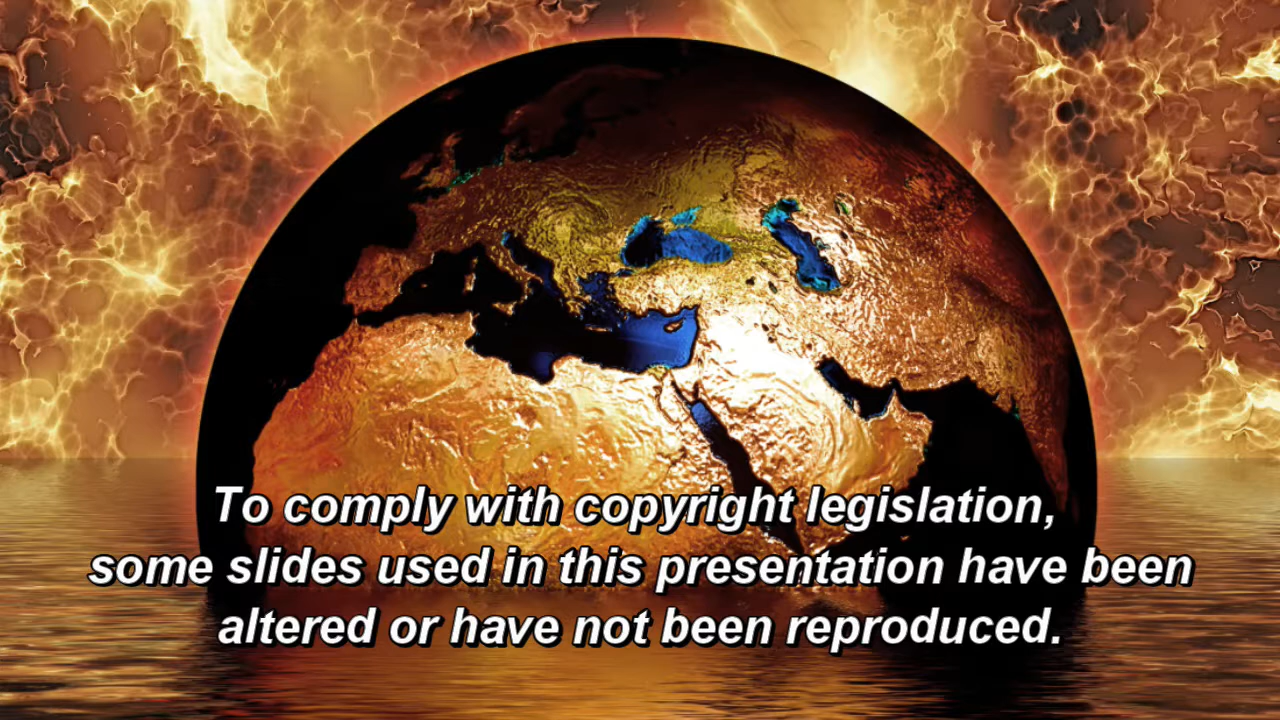 To comply with copyright legislation,
some slides used in this presentation have been
altered or have not been reproduced.